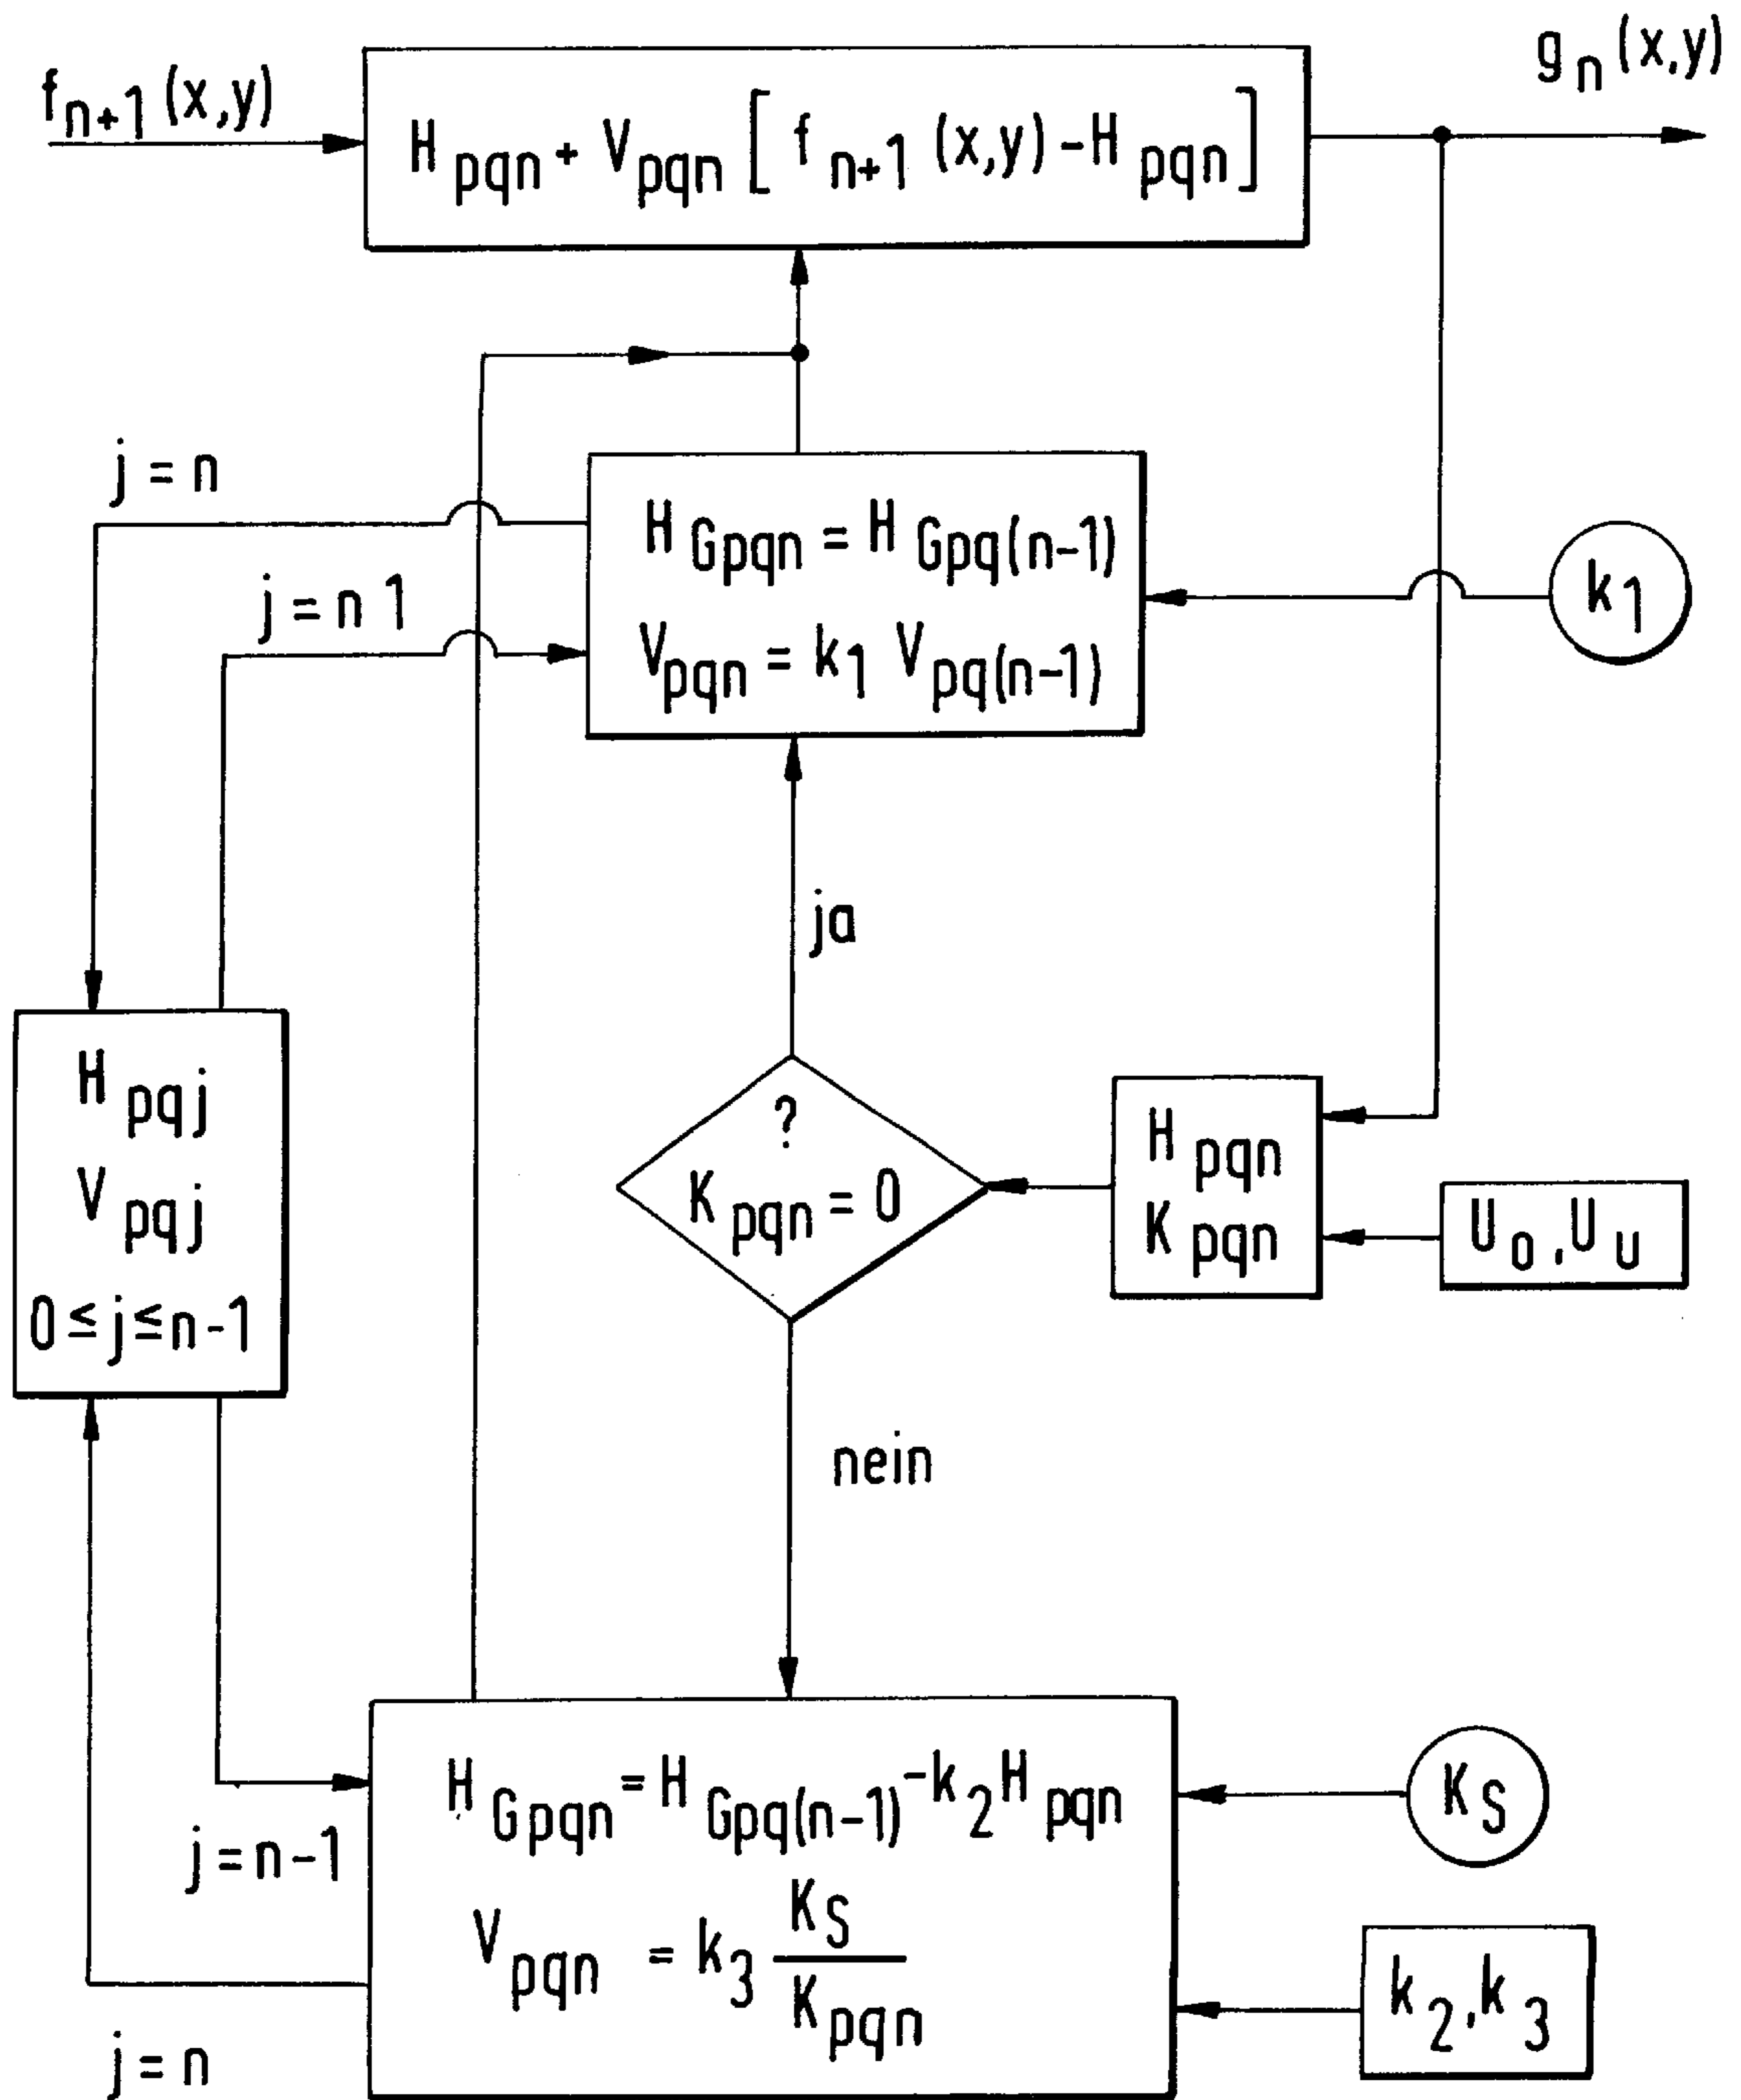 f n+1 (x,y)
g n (x,y)
H pqn + V pqn [ f n+1 (x,y) - H pqn ]
j = n
H Gpqn = H Gpq(n-1)
V pqn = k 1 V pq(n-1)
k 1
j = n 1
ja
H pqj
V pqj
0 ≤ j ≤ n-1
?
K pqn = 0
H pqn
K pqn
U o , U u
nein
H Gpqn = H Gpq(n-1) - k 2 H pqn
V pqn = k 3 K S / K pqn
K S
j = n-1
k 2 , k 3
j = n